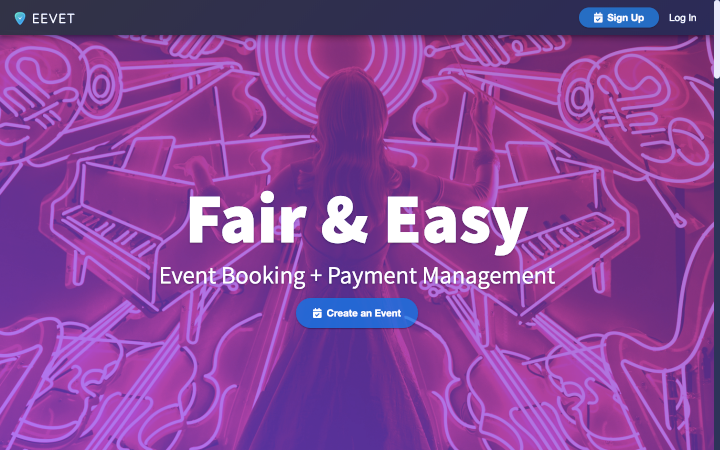 EEVET
Sign Up
Log In
Fair & Easy
Event Booking + Payment Management
Create an Event